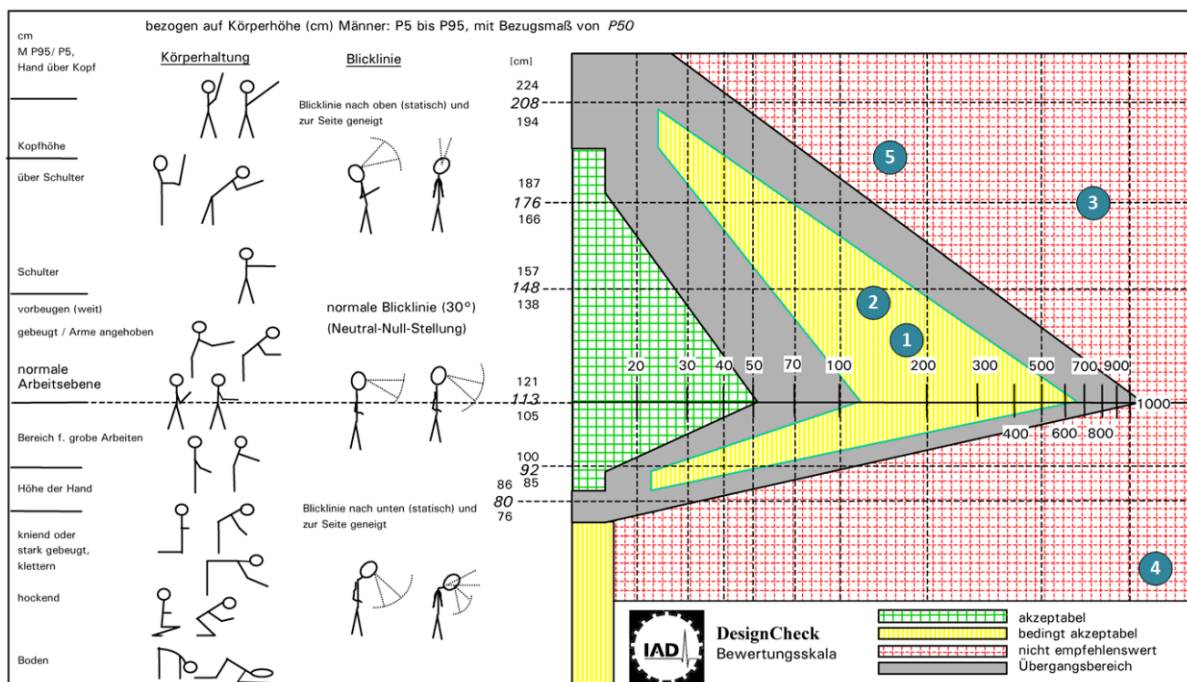 bezogen auf Körperhöhe (cm) Männer: P5 bis P95, mit Bezugsmaß von P50
cm
M P95/ P5,
Hand über Kopf
Körperhaltung
Blicklinie
[cm]
Blicklinie nach oben (statisch) und
zur Seite geneigt
224
208
194
Kopfhöhe
über Schulter
5
187
176
166
3
Schulter
157
148
138
vorbeugen (weit)
gebeugt / Arme angehoben
normale Blicklinie (30°)
(Neutral-Null-Stellung)
2
1
20 30 40 50 70 100 200 300 500 700 900
normale
Arbeitsebene
121
113
105
1000
400 600 800
Bereich f. grobe Arbeiten
100
92
85
Höhe der Hand
86
80
76
Blicklinie nach unten (statisch) und
zur Seite geneigt
kniend oder
stark gebeugt,
klettern
4
hockend
Boden
IAD
DesignCheck
Bewertungsskala
akzeptabel
bedingt akzeptabel
nicht empfehlenswert
Übergangsbereich